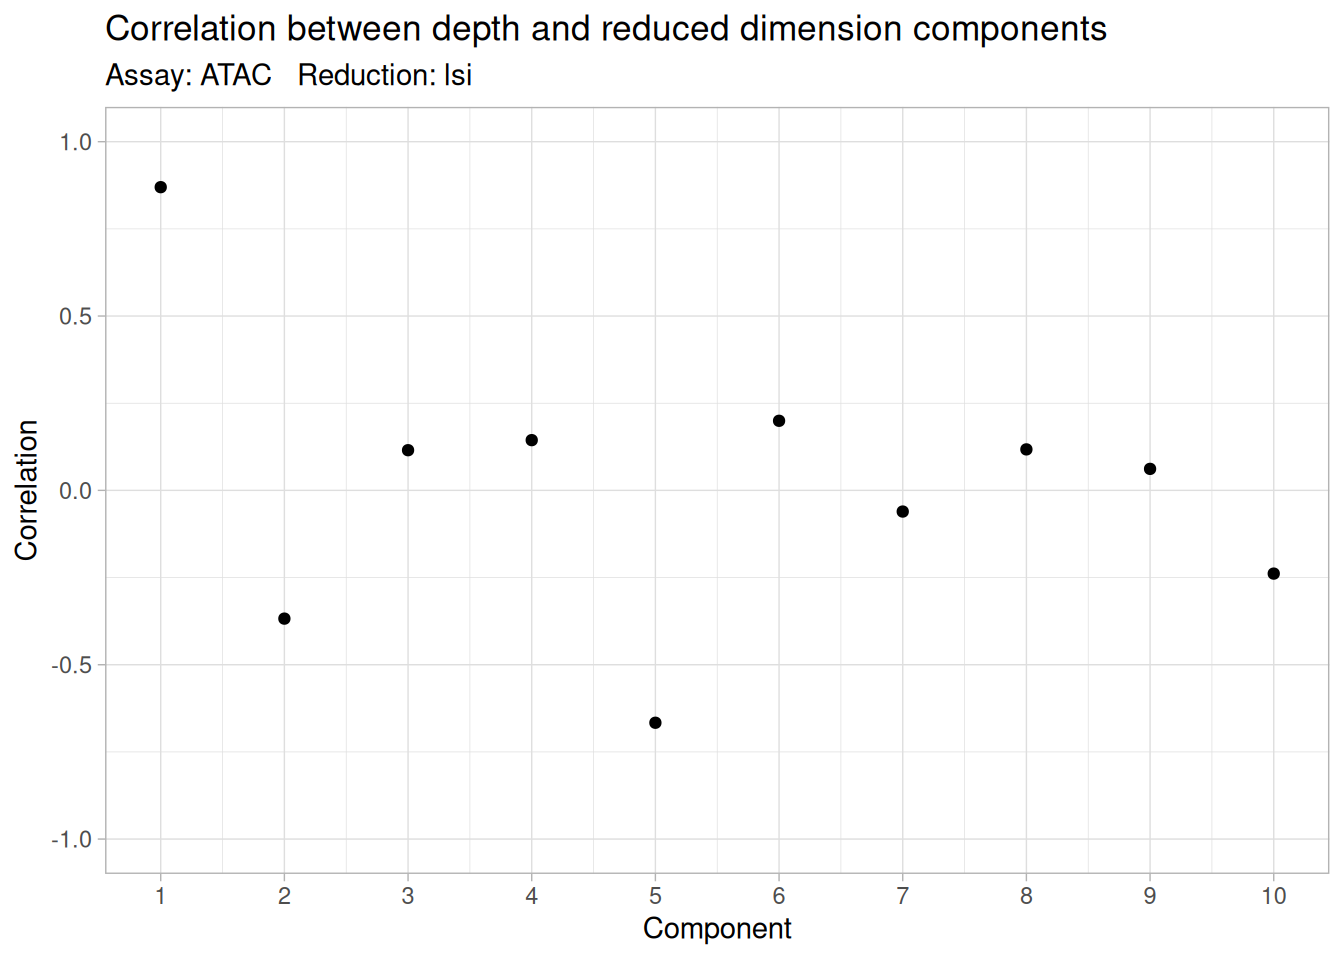 Correlation between depth and reduced dimension components
Assay: ATAC   Reduction: lsi
1.0
0.5
0.0
-0.5
-1.0
Correlation
1 2 3 4 5 6 7 8 9 10
Component